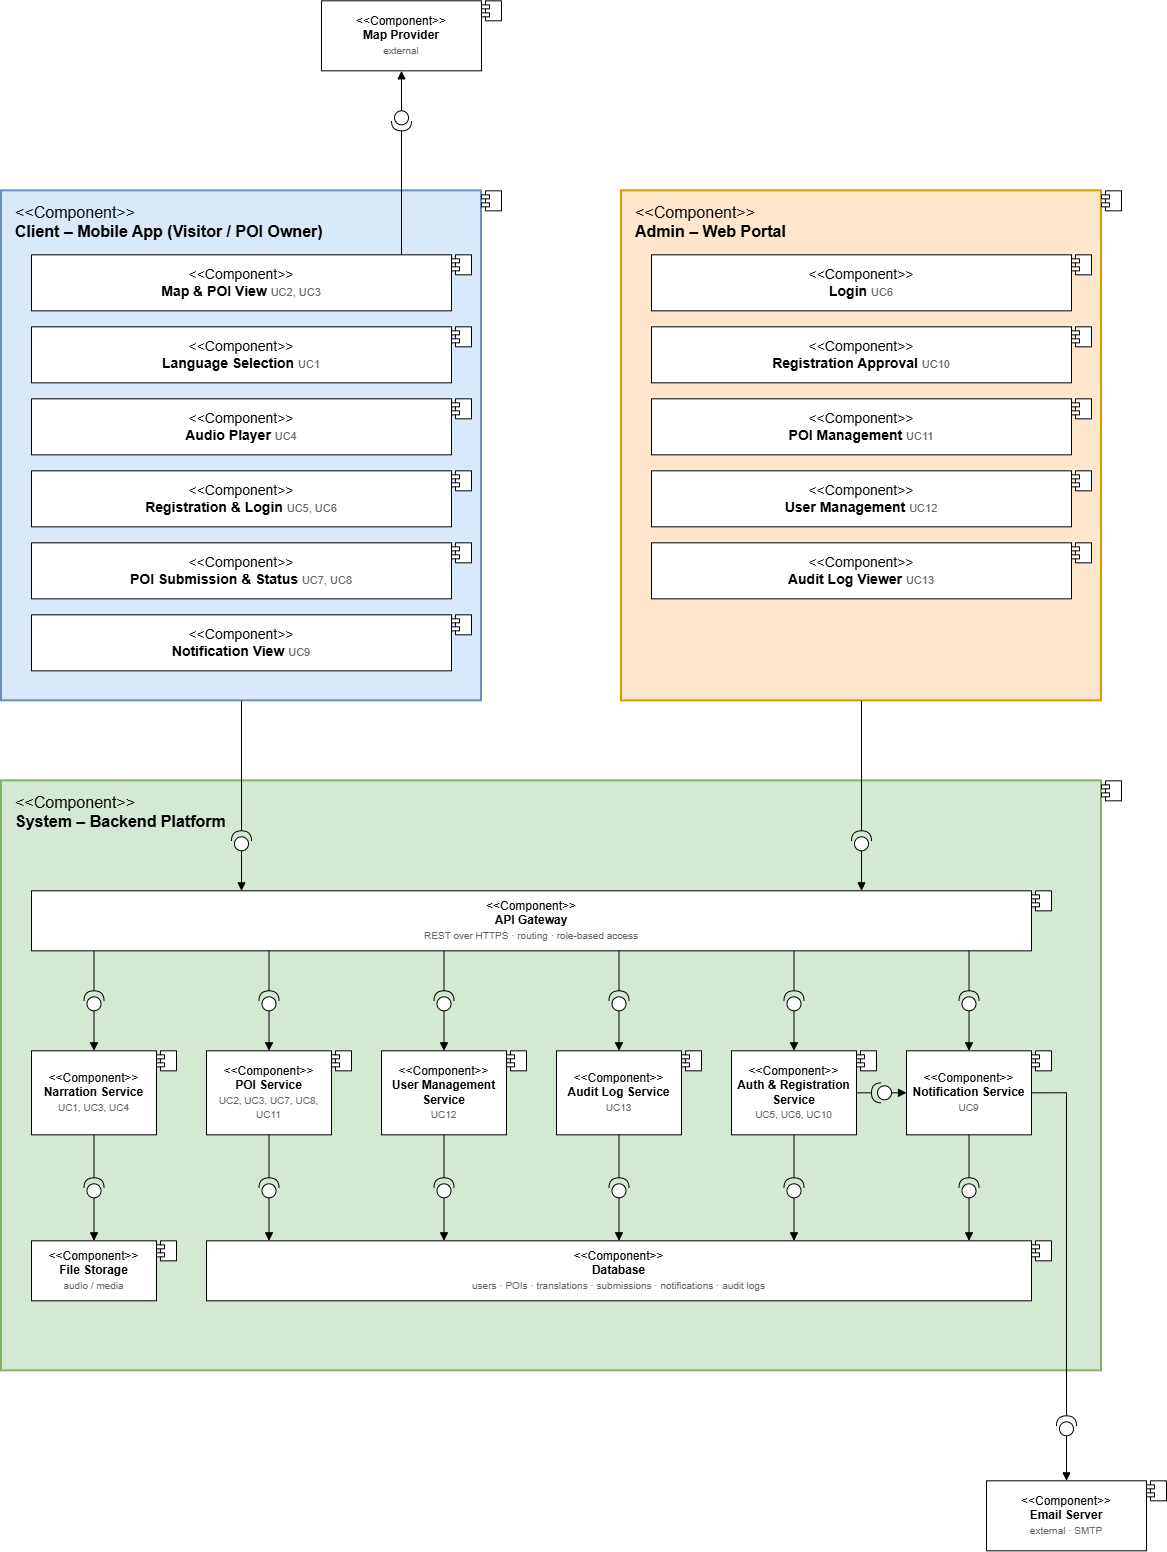 <<Component>>
Map Provider
external
<<Component>>
Client – Mobile App (Visitor / POI Owner)
<<Component>>
Map & POI View UC2, UC3
<<Component>>
Language Selection UC1
<<Component>>
Audio Player UC4
<<Component>>
Registration & Login UC5, UC6
<<Component>>
POI Submission & Status UC7, UC8
<<Component>>
Notification View UC9
<<Component>>
Admin – Web Portal
<<Component>>
Login UC6
<<Component>>
Registration Approval UC10
<<Component>>
POI Management UC11
<<Component>>
User Management UC12
<<Component>>
Audit Log Viewer UC13
<<Component>>
System – Backend Platform
<<Component>>
API Gateway
REST over HTTPS · routing · role-based access
<<Component>>
Narration Service
UC1, UC3, UC4
<<Component>>
POI Service
UC2, UC3, UC7, UC8,
UC11
<<Component>>
User Management
Service
UC12
<<Component>>
Audit Log Service
UC13
<<Component>>
Auth & Registration
Service
UC5, UC6, UC10
<<Component>>
Notification Service
UC9
<<Component>>
File Storage
audio / media
<<Component>>
Database
users · POIs · translations · submissions · notifications · audit logs
<<Component>>
Email Server
external · SMTP